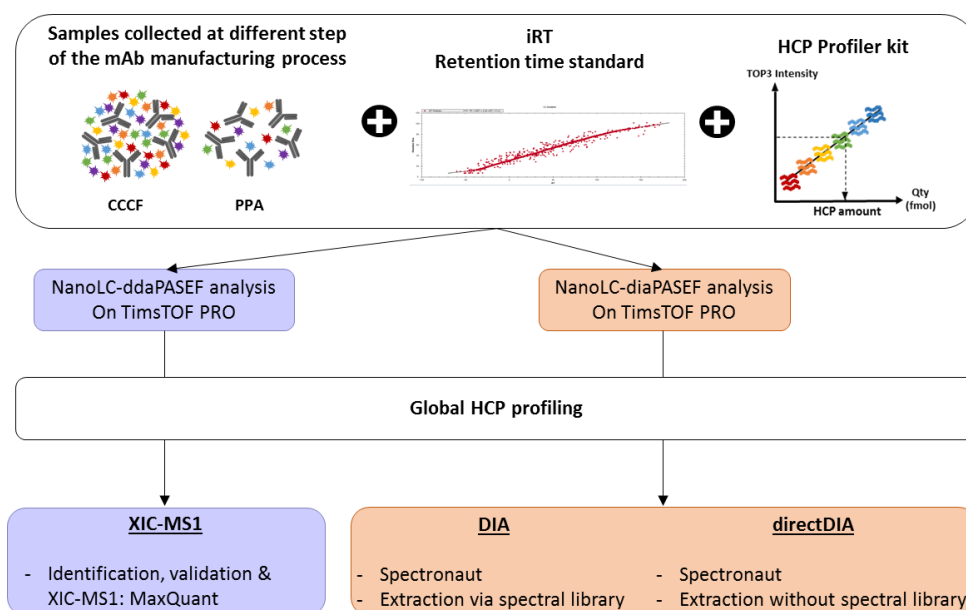 Samples collected at different step
of the mAb manufacturing process
CCCF
PPA
iRT
Retention time standard
HCP Profiler kit
TOP3 Intensity
Qty
(fmol)
HCP amount
NanoLC-ddaPASEF analysis
On TimsTOF PRO
NanoLC-diaPASEF analysis
On TimsTOF PRO
Global HCP profiling
XIC-MS1
- Identification, validation &
XIC-MS1: MaxQuant
DIA
- Spectronaut
- Extraction via spectral library
directDIA
- Spectronaut
- Extraction without spectral library